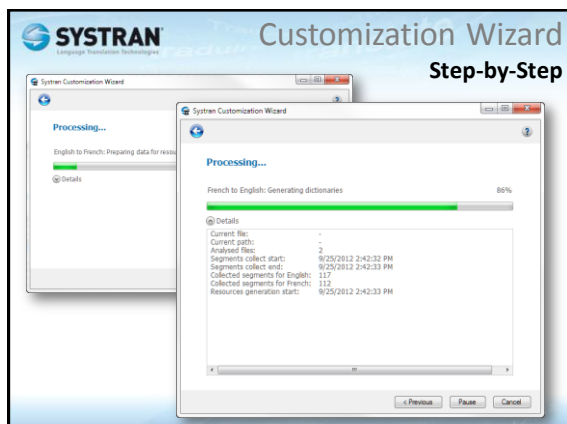 SYSTRAN
Language Translation Technologies
Customization Wizard
Step-by-Step
Systran Customization Wizard
Processing...
English to French: Preparing data for resou
Details
Systran Customization Wizard
Processing...
French to English: Generating dictionaries 86%
Details
Current file: -
Current path: -
Analysed files: 2
Segments collect start: 9/25/2012 2:42:32 PM
Segments collect end: 9/25/2012 2:42:33 PM
Collected segments for English: 117
Collected segments for French: 112
Resources generation start: 9/25/2012 2:42:33 PM
< Previous Pause Cancel